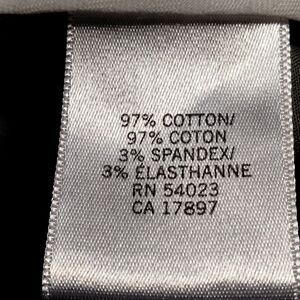 97% COTTON/
97% COTON
3% SPANDEX/
3% ÉLASTHANNE
RN 54023
CA 17897